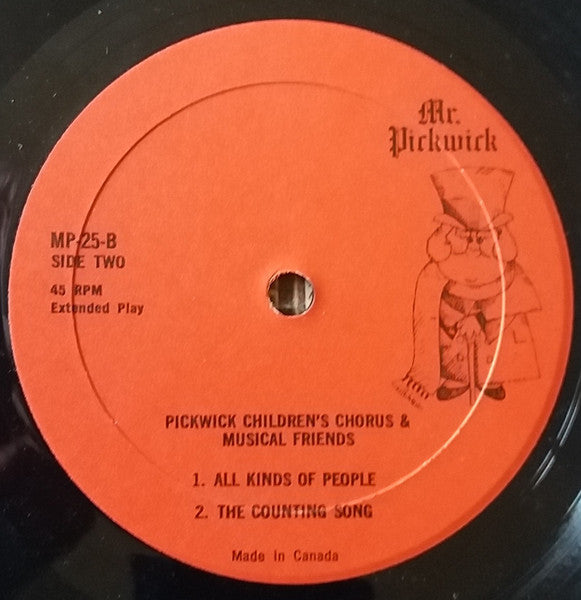 Mr.
Pickwick
MP-25-B
SIDE TWO
45 RPM
Extended Play
PICKWICK CHILDREN'S CHORUS &
MUSICAL FRIENDS
1. ALL KINDS OF PEOPLE
2. THE COUNTING SONG
Made In Canada